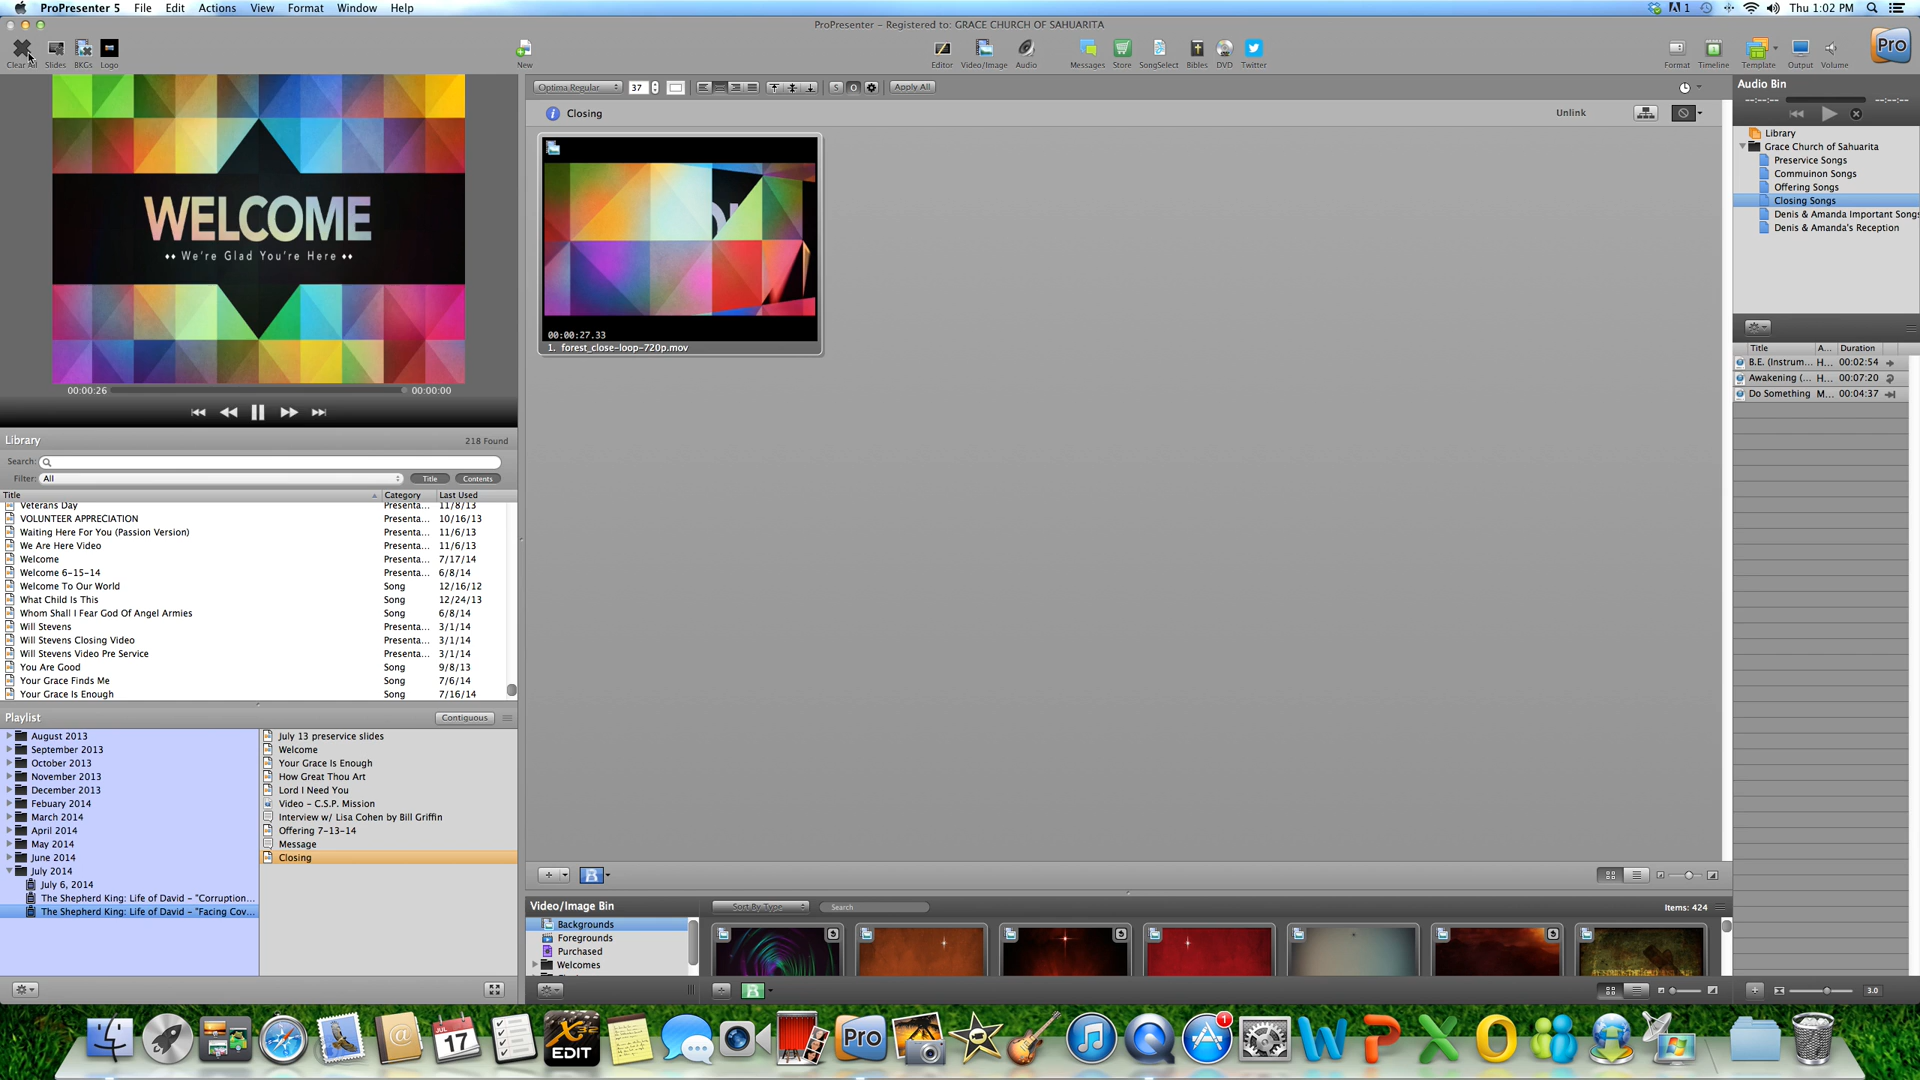 ProPresenter 5 File Edit Actions View Format Window Help
1 Thu 1:02 PM
ProPresenter - Registered to: GRACE CHURCH OF SAHUARITA
Clear All Slides BKGs Logo New Editor Video/Image Audio Messages Store SongSelect Bibles DVD Twitter Format Timeline Template Output Volume
Pro
WELCOME
We're Glad You're Here
00:00:26 00:00:00
Library 218 Found
Search:
Filter: All Title Contents
Title Category Last Used
Veterans Day Presenta... 11/8/13
VOLUNTEER APPRECIATION Presenta... 10/16/13
Waiting Here For You (Passion Version) Presenta... 11/6/13
We Are Here Video Presenta... 11/6/13
Welcome Presenta... 7/17/14
Welcome 6-15-14 Presenta... 6/8/14
Welcome To Our World Song 12/16/12
What Child Is This Song 12/24/13
Whom Shall I Fear God Of Angel Armies Song 6/8/14
Will Stevens Presenta... 3/1/14
Will Stevens Closing Video Presenta... 3/1/14
Will Stevens Video Pre Service Presenta... 3/1/14
You Are Good Song 9/8/13
Your Grace Finds Me Song 7/6/14
Your Grace Is Enough Song 7/16/14
Playlist Contiguous
August 2013
September 2013
October 2013
November 2013
December 2013
Febuary 2014
March 2014
April 2014
May 2014
June 2014
July 2014
July 6, 2014
The Shepherd King: Life of David - "Corruption...
The Shepherd King: Life of David - "Facing Cov...
July 13 preservice slides
Welcome
Your Grace Is Enough
How Great Thou Art
Lord I Need You
Video - C.S.P. Mission
Interview w/ Lisa Cohen by Bill Griffin
Offering 7-13-14
Message
Closing
Optima Regular 37 S O Apply All
Closing Unlink
00:00:27.33
1. forest_close-loop-720p.mov
Video/Image Bin Sort By Type Search Items: 424
Backgrounds
Foregrounds
Purchased
Welcomes
Audio Bin
--:--:-- --:--:--
Library
Grace Church of Sahuarita
Preservice Songs
Commuinon Songs
Offering Songs
Closing Songs
Denis & Amanda Important Songs
Denis & Amanda's Reception
Title A... Duration
B.E. (Instrum... H... 00:02:54
Awakening (... H... 00:07:20
Do Something M... 00:04:37
3.0
JUL 17
EDIT
Pro
1